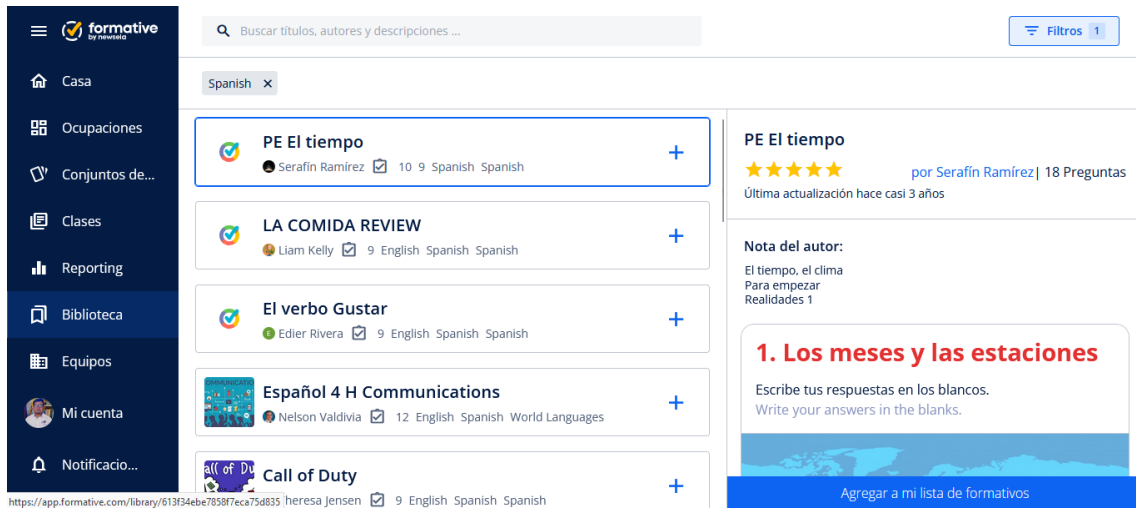 formative
by newsela
Buscar títulos, autores y descripciones ...
Filtros 1
Casa
Ocupaciones
Conjuntos de...
Clases
Reporting
Biblioteca
Equipos
Mi cuenta
Notificacio...
Spanish
PE El tiempo
Serafín Ramírez 10 9 Spanish Spanish
LA COMIDA REVIEW
Liam Kelly 9 English Spanish Spanish
El verbo Gustar
E Edier Rivera 9 English Spanish Spanish
Español 4 H Communications
Nelson Valdivia 12 English Spanish World Languages
Call of Duty
heresa Jensen 9 English Spanish Spanish
PE El tiempo
por Serafín Ramírez| 18 Preguntas
Última actualización hace casi 3 años
Nota del autor:
El tiempo, el clima
Para empezar
Realidades 1
1. Los meses y las estaciones
Escribe tus respuestas en los blancos.
Write your answers in the blanks.
Agregar a mi lista de formativos
https://app.formative.com/library/613f34ebe7858f7eca75d835